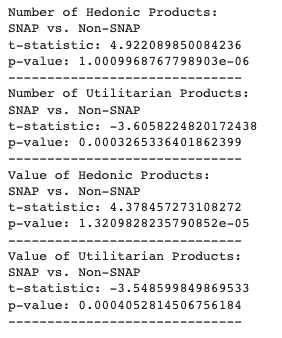 Number of Hedonic Products:
SNAP vs. Non-SNAP
t-statistic: 4.922089850084236
p-value: 1.0009968767798903e-06
------------------------------
Number of Utilitarian Products:
SNAP vs. Non-SNAP
t-statistic: -3.6058224820172438
p-value: 0.0003265336401862399
------------------------------
Value of Hedonic Products:
SNAP vs. Non-SNAP
t-statistic: 4.378457273108272
p-value: 1.3209828235790852e-05
------------------------------
Value of Utilitarian Products:
SNAP vs. Non-SNAP
t-statistic: -3.548599849869533
p-value: 0.0004052814506756184
------------------------------